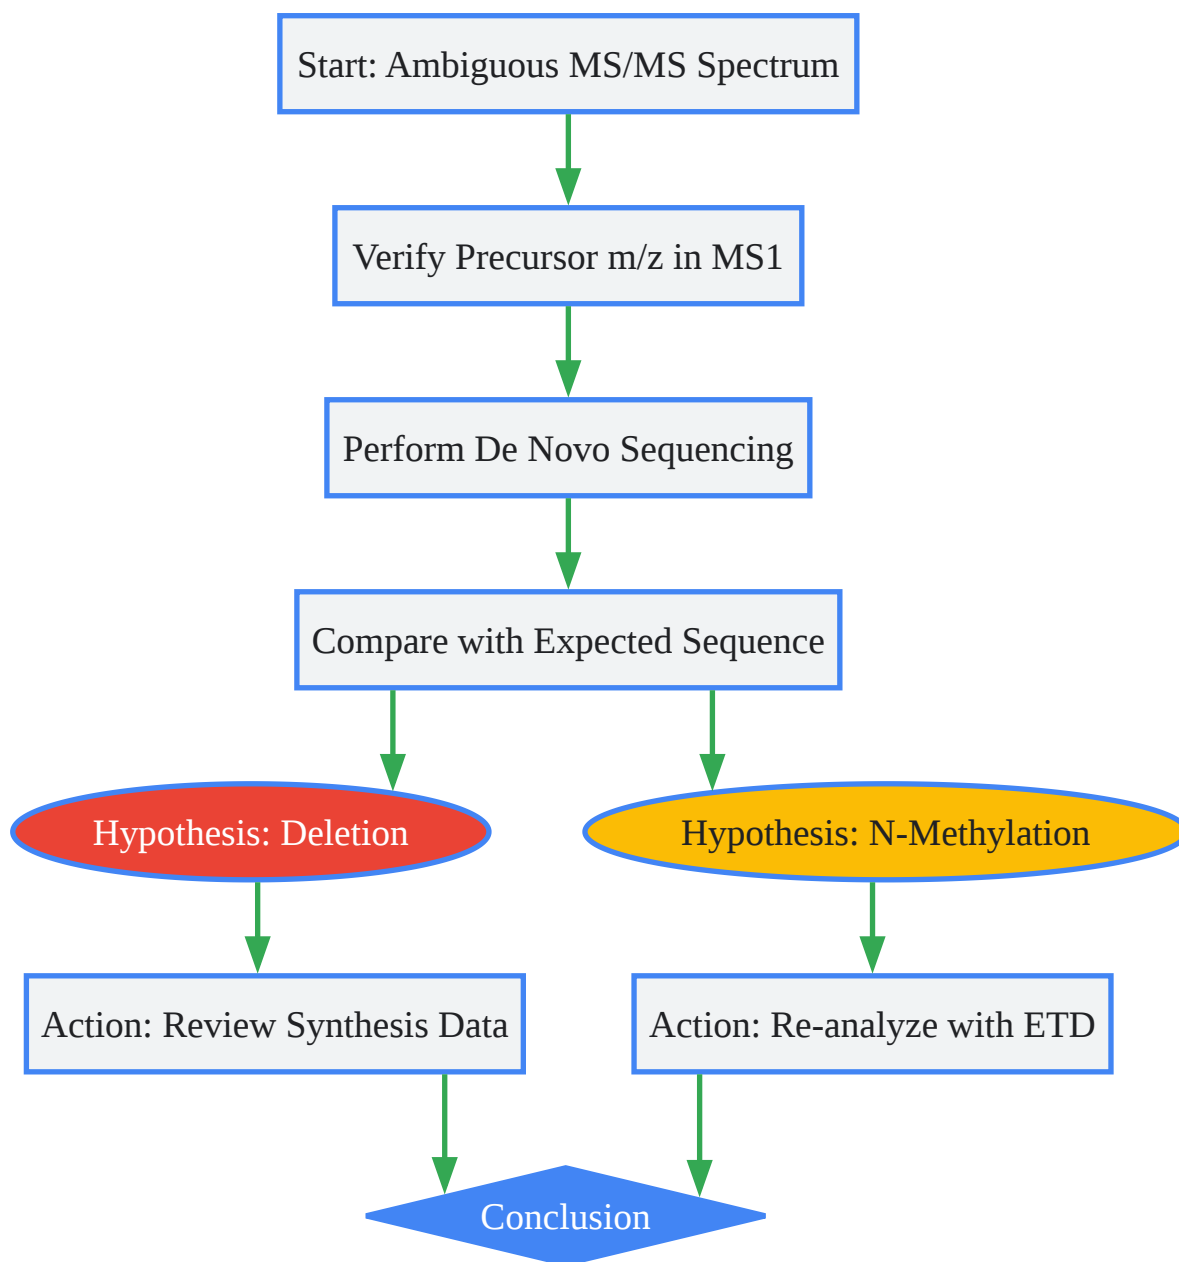 Start: Ambiguous MS/MS Spectrum
Verify Precursor m/z in MS1
Perform De Novo Sequencing
Compare with Expected Sequence
Hypothesis: Deletion
Hypothesis: N-Methylation
Action: Review Synthesis Data
Action: Re-analyze with ETD
Conclusion